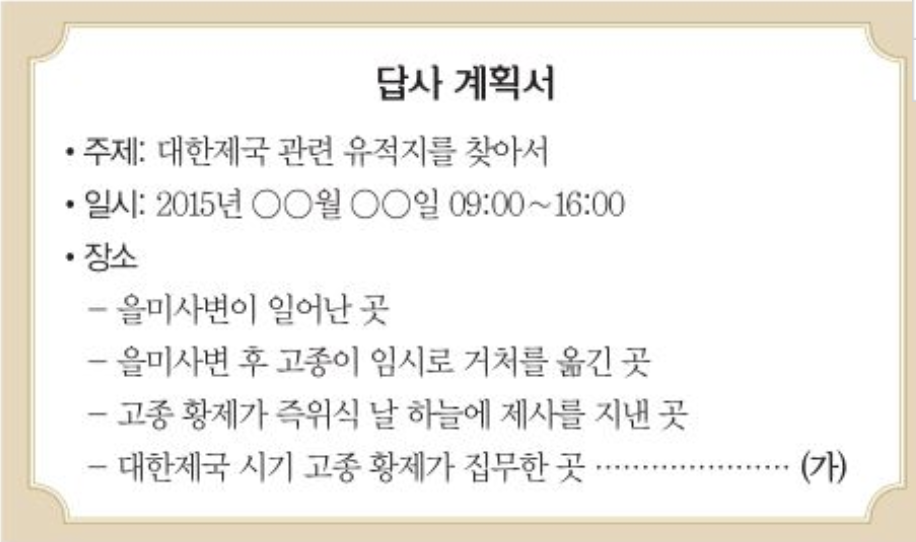 답사 계획서
• 주제: 대한제국 관련 유적지를 찾아서
• 일시: 2015년 ○○월 ○○일 09:00~16:00
• 장소
- 을미사변이 일어난 곳
- 을미사변 후 고종이 임시로 거처를 옮긴 곳
- 고종 황제가 즉위식 날 하늘에 제사를 지낸 곳
- 대한제국 시기 고종 황제가 집무한 곳 ····················· (가)